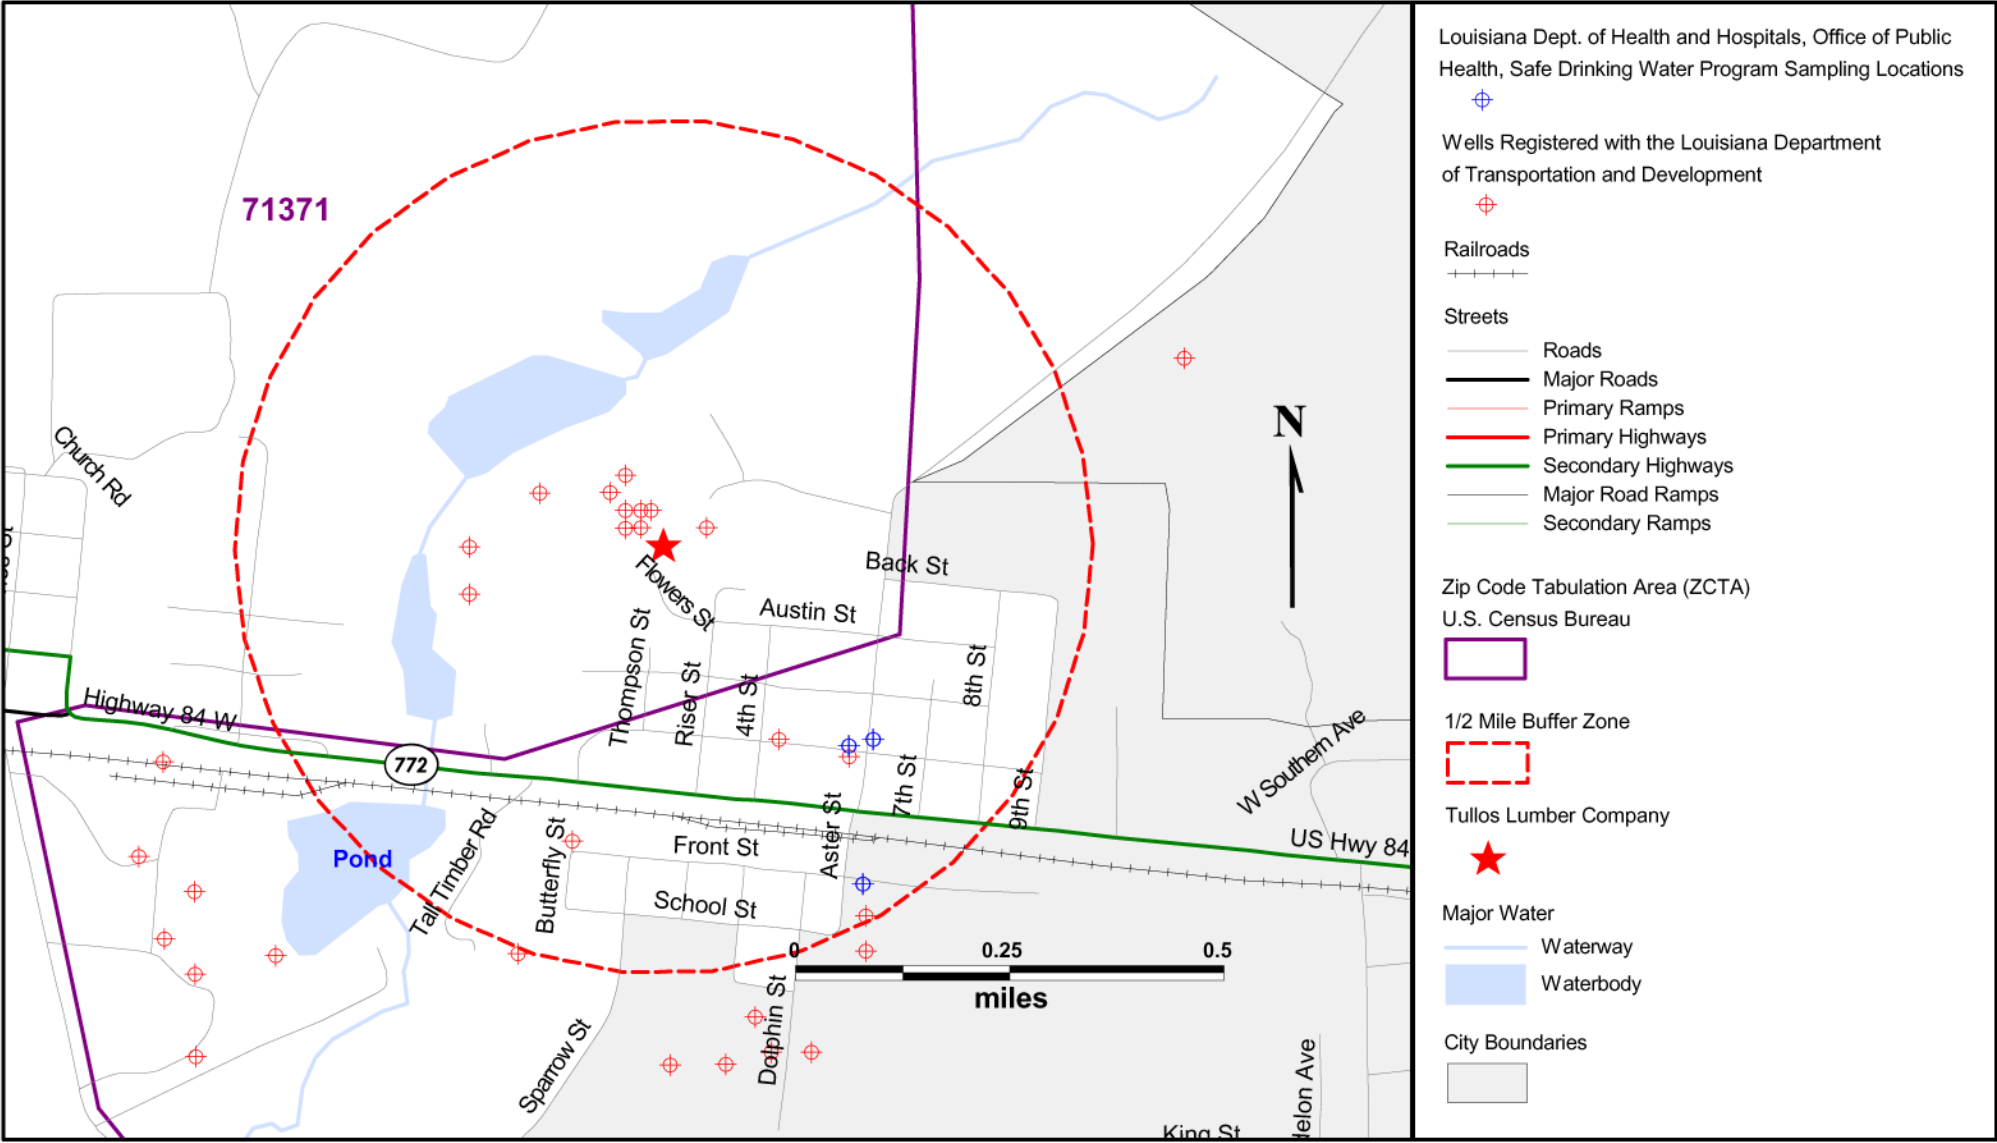 71371
Church Rd
Highway 84 W
772
Pond
Flowers St
Back St
Austin St
Thompson St
Riser St
4th St
8th St
7th St
9th St
Aster St
Front St
School St
Butterfly St
Tall Timber Rd
Sparrow St
Dolphin St
W Southern Ave
US Hwy 84
King St
N
0 0.25 0.5
miles
Louisiana Dept. of Health and Hospitals, Office of Public
Health, Safe Drinking Water Program Sampling Locations
Wells Registered with the Louisiana Department
of Transportation and Development
Railroads
Streets
Roads
Major Roads
Primary Ramps
Primary Highways
Secondary Highways
Major Road Ramps
Secondary Ramps
Zip Code Tabulation Area (ZCTA)
U.S. Census Bureau
1/2 Mile Buffer Zone
Tullos Lumber Company
Major Water
Waterway
Waterbody
City Boundaries